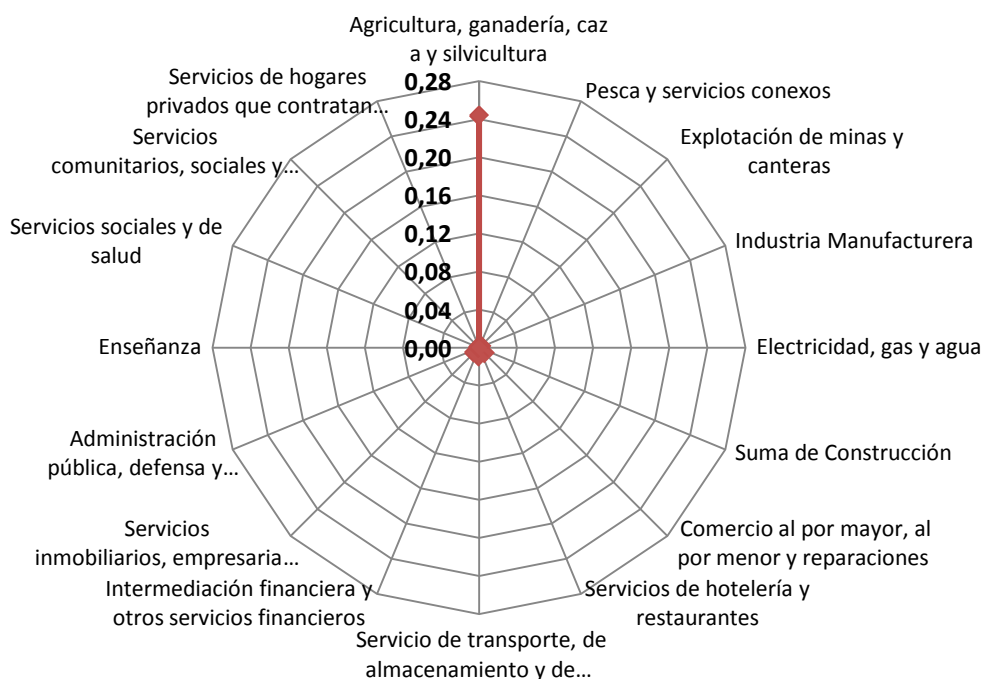 Agricultura, ganadería, caz
a y silvicultura
Pesca y servicios conexos
Explotación de minas y
canteras
Industria Manufacturera
Electricidad, gas y agua
Suma de Construcción
Comercio al por mayor, al
por menor y reparaciones
Servicios de hotelería y
restaurantes
Servicio de transporte, de
almacenamiento y de…
Intermediación financiera y
otros servicios financieros
Servicios
inmobiliarios, empresaria…
Administración
pública, defensa y…
Enseñanza
Servicios sociales y de
salud
Servicios
comunitarios, sociales y…
Servicios de hogares
privados que contratan…
0,28
0,24
0,20
0,16
0,12
0,08
0,04
0,00